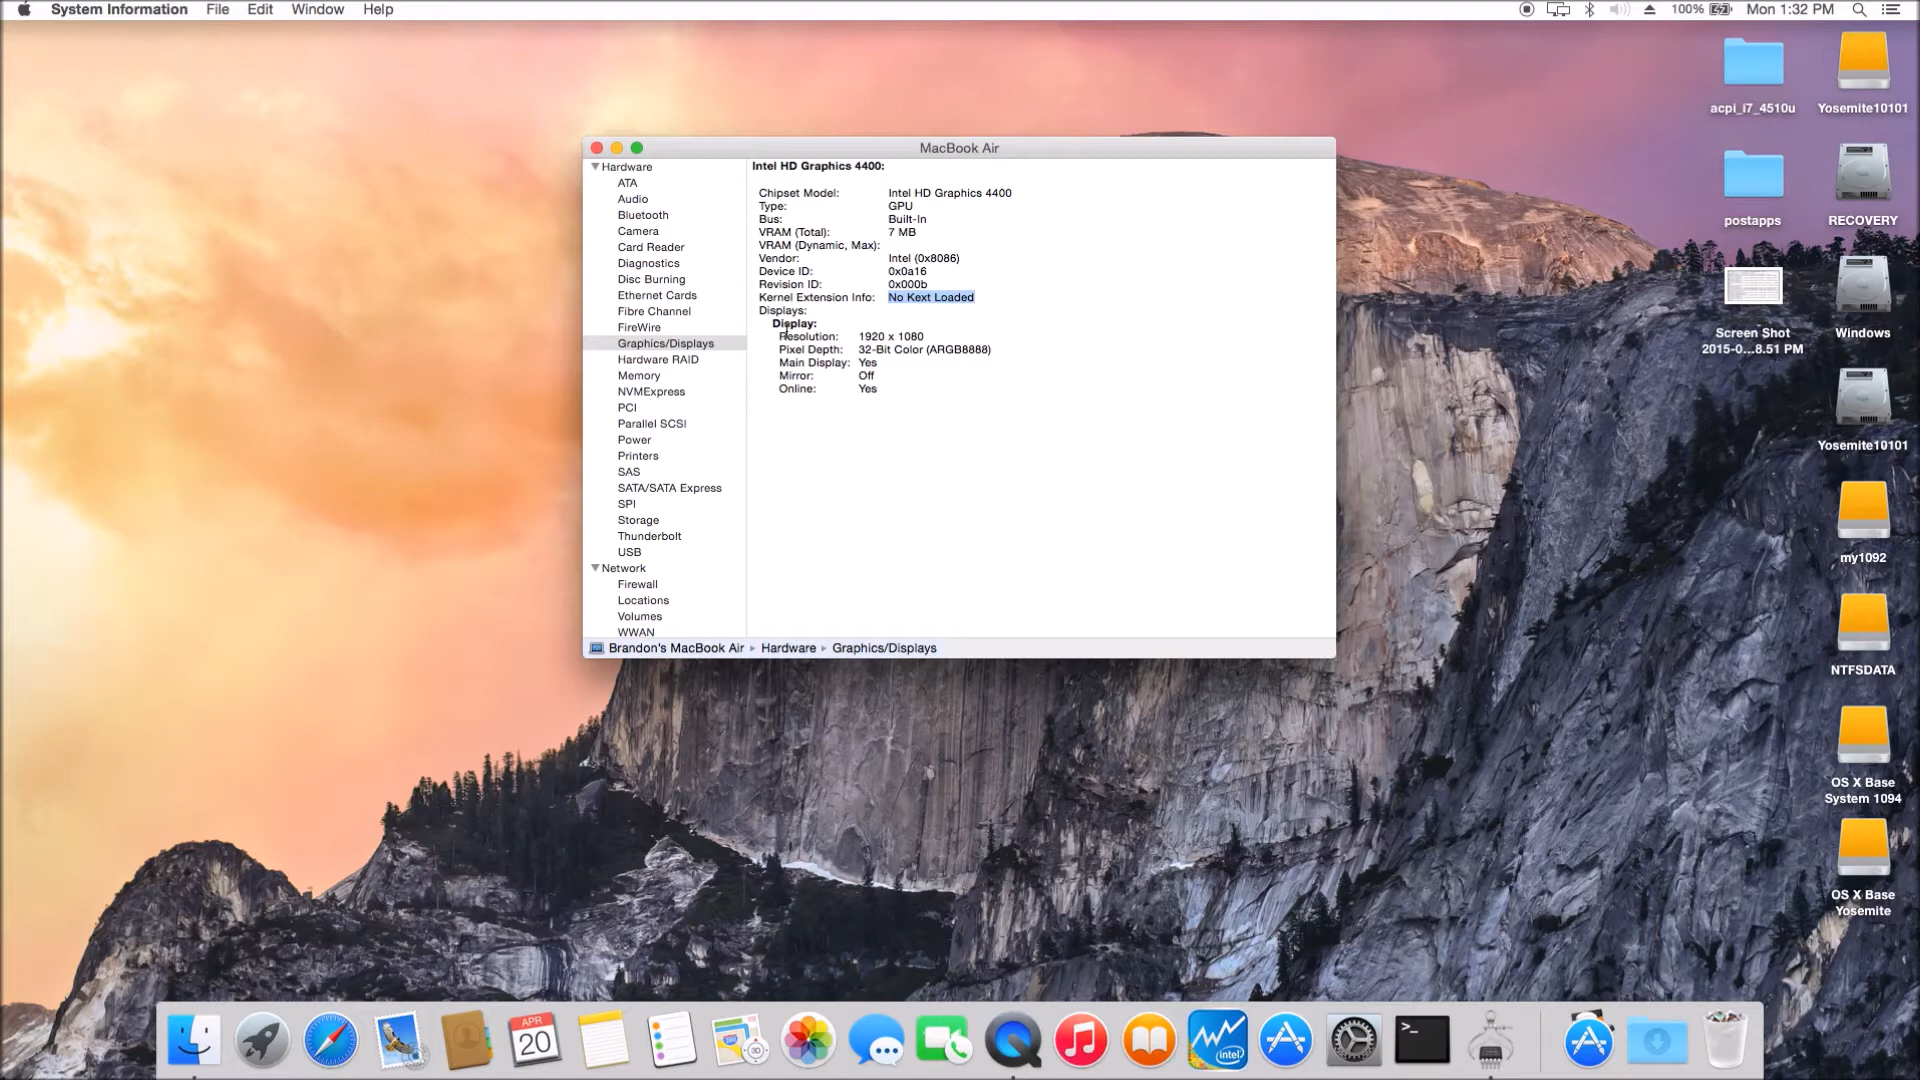 System Information File Edit Window Help
100% Mon 1:32 PM
acpi_i7_4510u
Yosemite10101
postapps
RECOVERY
Screen Shot
2015-0...8.51 PM
Windows
Yosemite10101
my1092
NTFSDATA
OS X Base
System 1094
OS X Base
Yosemite
MacBook Air
Hardware
ATA
Audio
Bluetooth
Camera
Card Reader
Diagnostics
Disc Burning
Ethernet Cards
Fibre Channel
FireWire
Graphics/Displays
Hardware RAID
Memory
NVMExpress
PCI
Parallel SCSI
Power
Printers
SAS
SATA/SATA Express
SPI
Storage
Thunderbolt
USB
Network
Firewall
Locations
Volumes
WWAN
Intel HD Graphics 4400:
Chipset Model: Intel HD Graphics 4400
Type: GPU
Bus: Built-In
VRAM (Total): 7 MB
VRAM (Dynamic, Max):
Vendor: Intel (0x8086)
Device ID: 0x0a16
Revision ID: 0x000b
Kernel Extension Info: No Kext Loaded
Displays:
Display:
Resolution: 1920 x 1080
Pixel Depth: 32-Bit Color (ARGB8888)
Main Display: Yes
Mirror: Off
Online: Yes
Brandon's MacBook Air Hardware Graphics/Displays
APR
20
3D
intel
>_